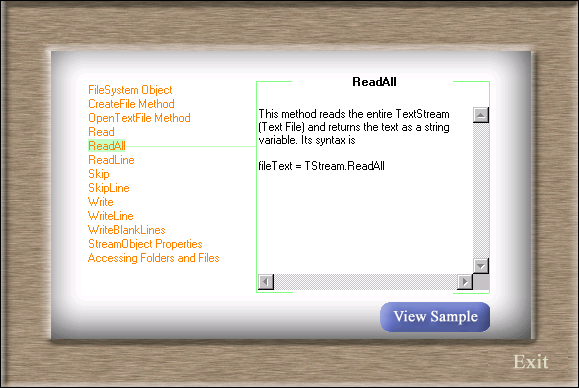 FileSystem Object
CreateFile Method
OpenTextFile Method
Read
ReadAll
ReadLine
Skip
SkipLine
Write
WriteLine
WriteBlankLines
StreamObject Properties
Accessing Folders and Files
ReadAll
This method reads the entire TextStream
(Text File) and returns the text as a string
variable. Its syntax is
fileText = TStream.ReadAll
View Sample
Exit